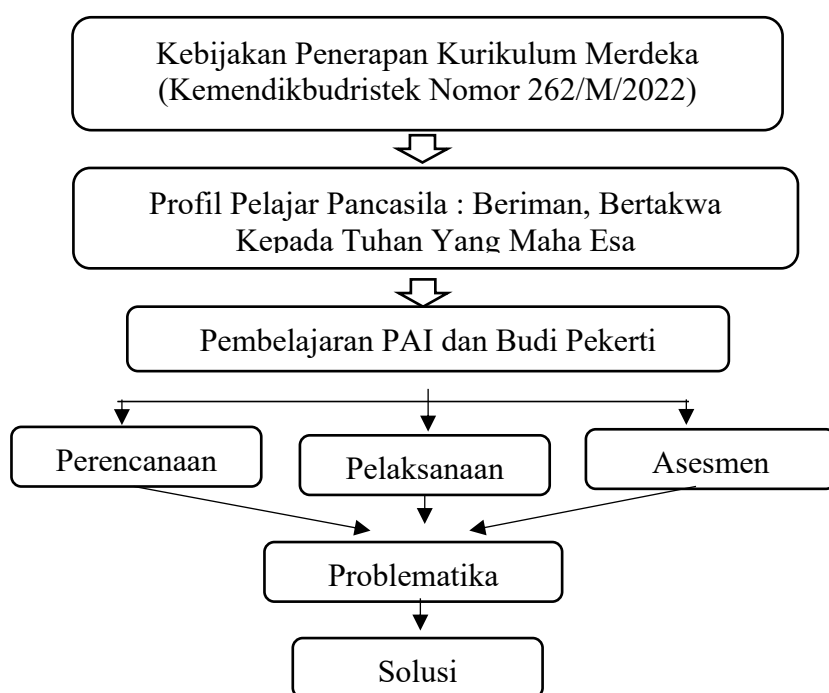 Kebijakan Penerapan Kurikulum Merdeka
(Kemendikbudristek Nomor 262/M/2022)
Profil Pelajar Pancasila : Beriman, Bertakwa
Kepada Tuhan Yang Maha Esa
Pembelajaran PAI dan Budi Pekerti
Perencanaan
Pelaksanaan
Asesmen
Problematika
Solusi